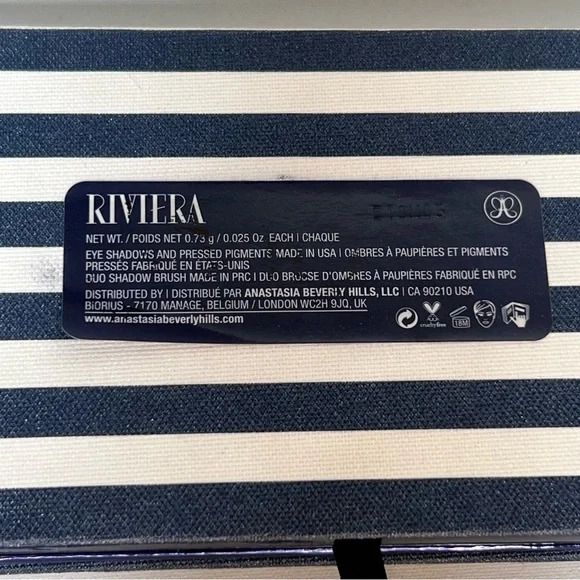 RIVIERA
NET WT. / POIDS NET 0.73 g / 0.025 Oz EACH | CHAQUE
EYE SHADOWS AND PRESSED PIGMENTS MADE IN USA | OMBRES À PAUPIÈRES ET PIGMENTS
PRESSÉS FABRIQUÉ EN ÉTATS-UNIS
DUO SHADOW BRUSH MADE IN PRC | DUO BROSSE D'OMBRES À PAUPIÈRES FABRIQUÉ EN RPC
DISTRIBUTED BY | DISTRIBUÉ PAR ANASTASIA BEVERLY HILLS, LLC | CA 90210 USA
BORIUS - 7170 MANAGE, BELGIUM / LONDON WC2H 9JQ, UK
www.anastasiabeverlyhills.com
crueltyfree
18M